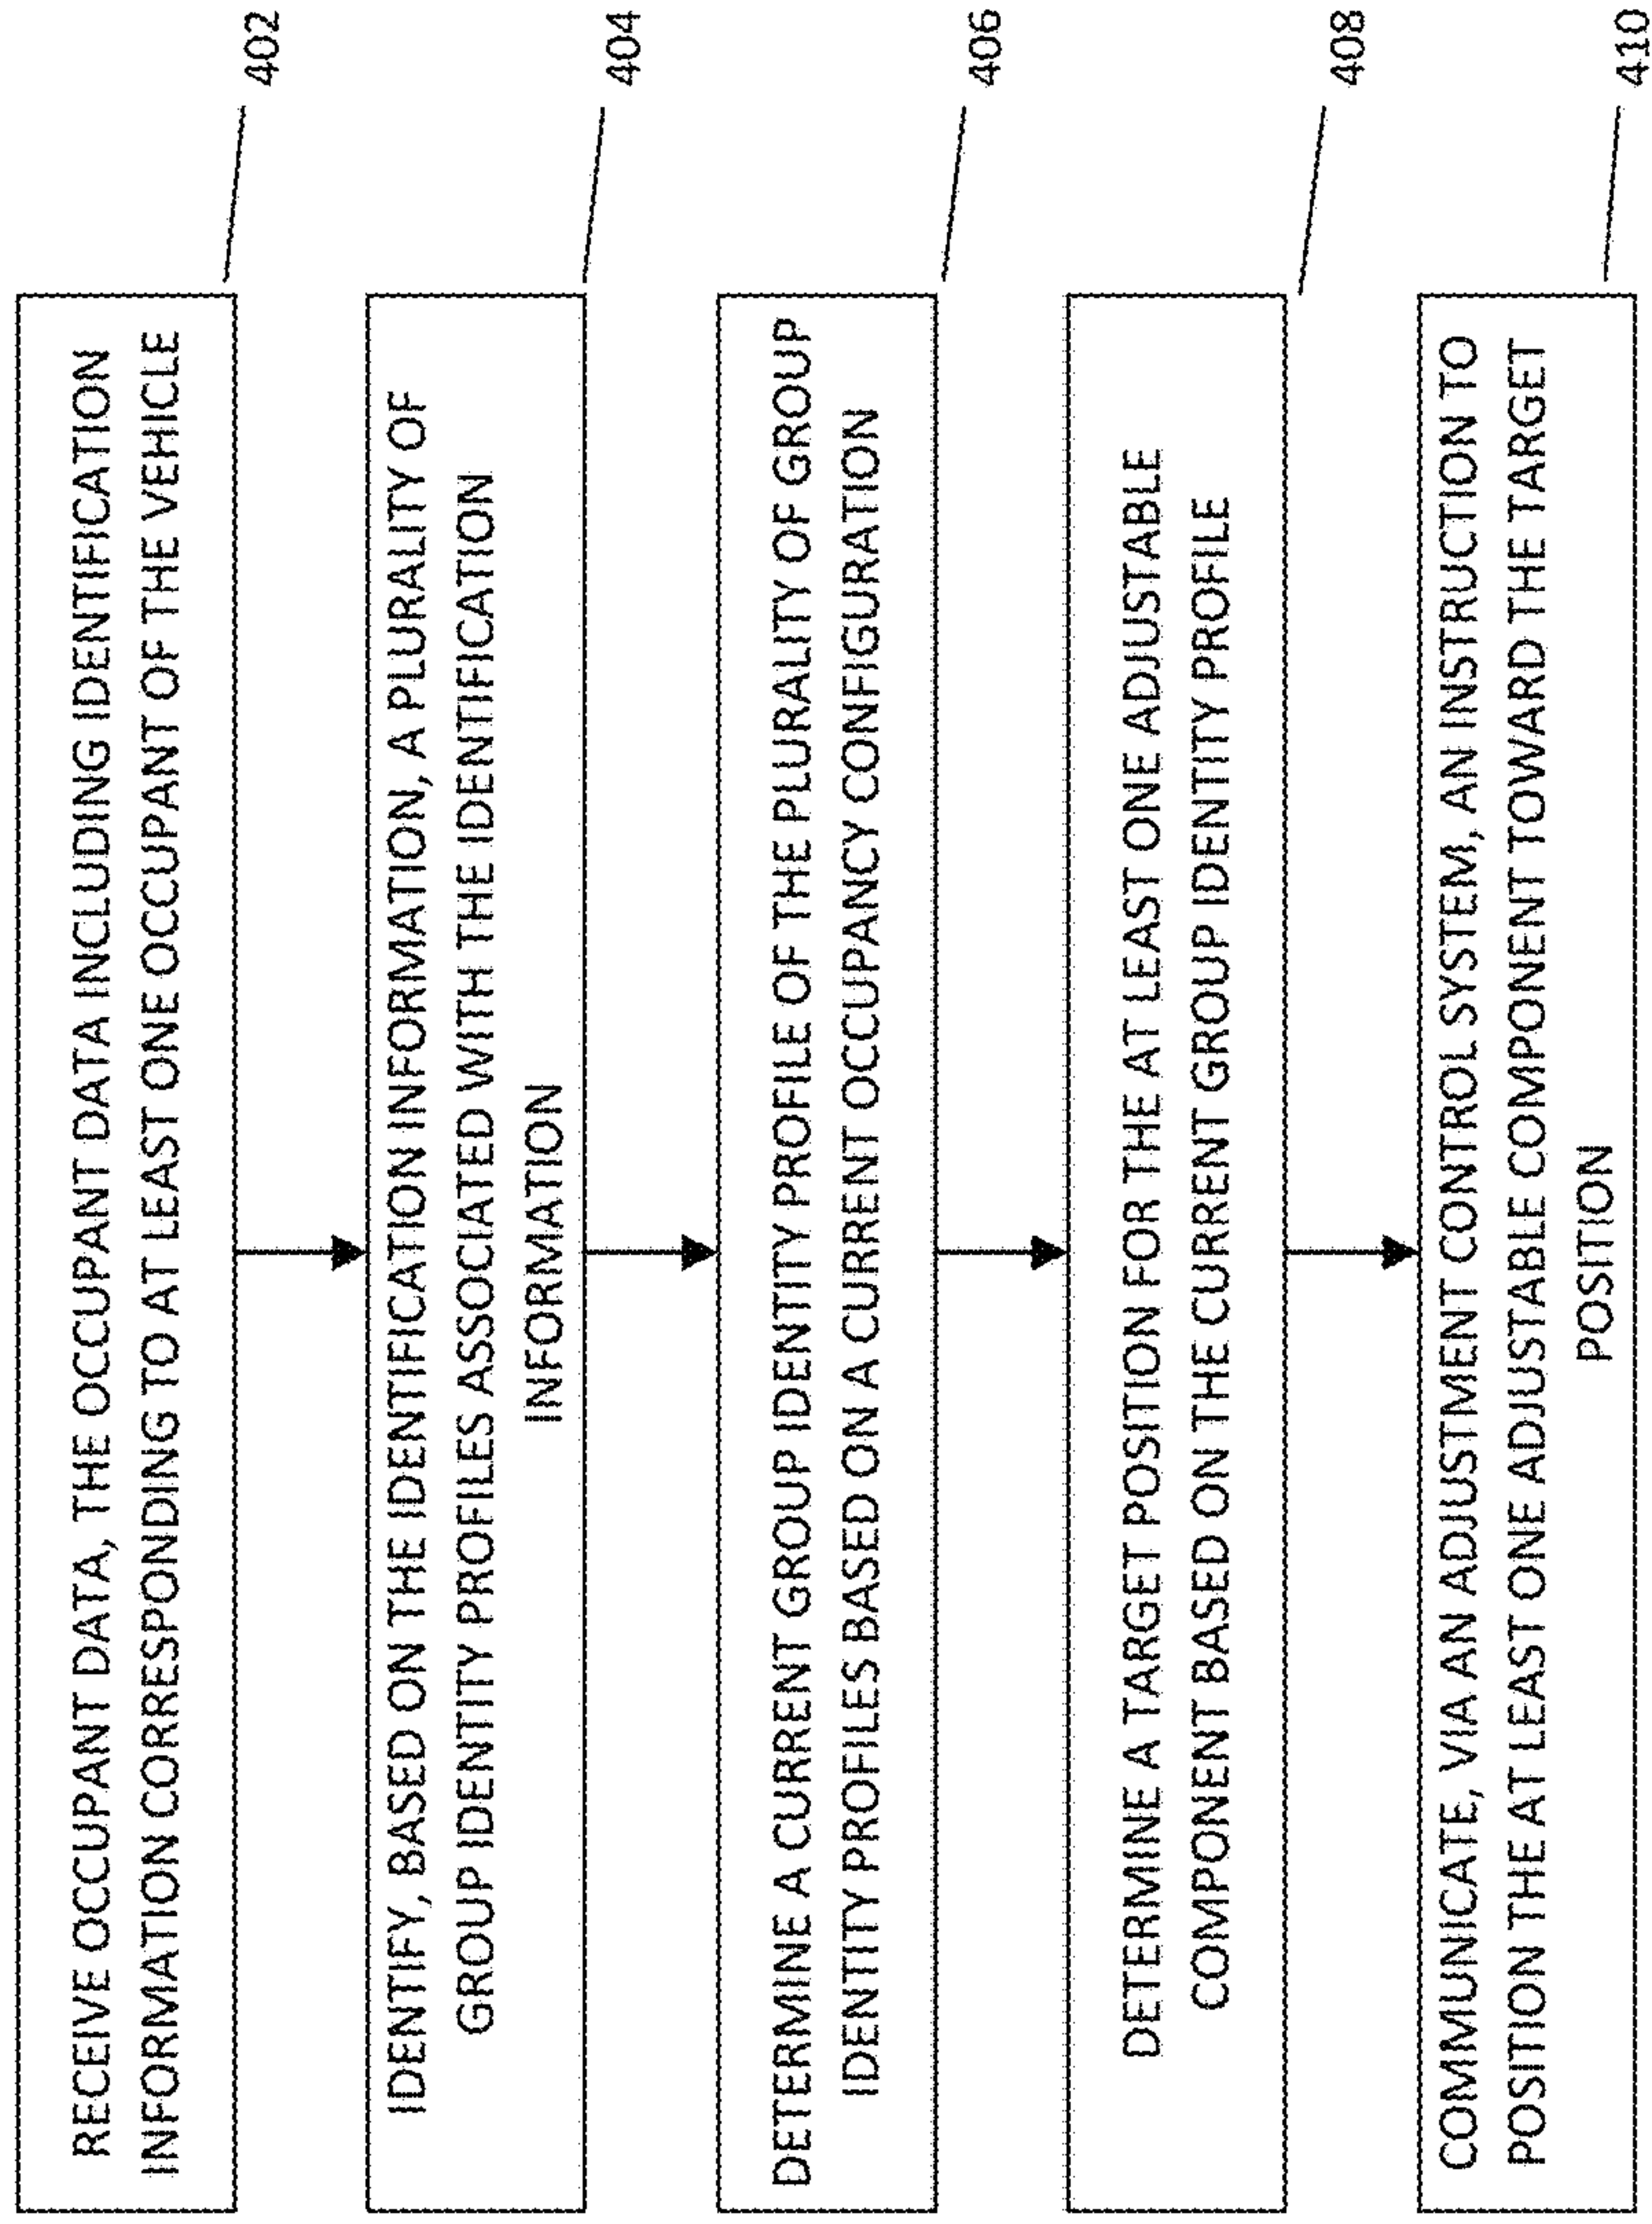 RECEIVE OCCUPANT DATA, THE OCCUPANT DATA INCLUDING IDENTIFICATION
INFORMATION CORRESPONDING TO AT LEAST ONE OCCUPANT OF THE VEHICLE
402
IDENTIFY, BASED ON THE IDENTIFICATION INFORMATION, A PLURALITY OF
GROUP IDENTITY PROFILES ASSOCIATED WITH THE IDENTIFICATION
INFORMATION
404
DETERMINE A CURRENT GROUP IDENTITY PROFILE OF THE PLURALITY OF GROUP
IDENTITY PROFILES BASED ON A CURRENT OCCUPANCY CONFIGURATION
406
DETERMINE A TARGET POSITION FOR THE AT LEAST ONE ADJUSTABLE
COMPONENT BASED ON THE CURRENT GROUP IDENTITY PROFILE
408
COMMUNICATE, VIA AN ADJUSTMENT CONTROL SYSTEM, AN INSTRUCTION TO
POSITION THE AT LEAST ONE ADJUSTABLE COMPONENT TOWARD THE TARGET
POSITION
410